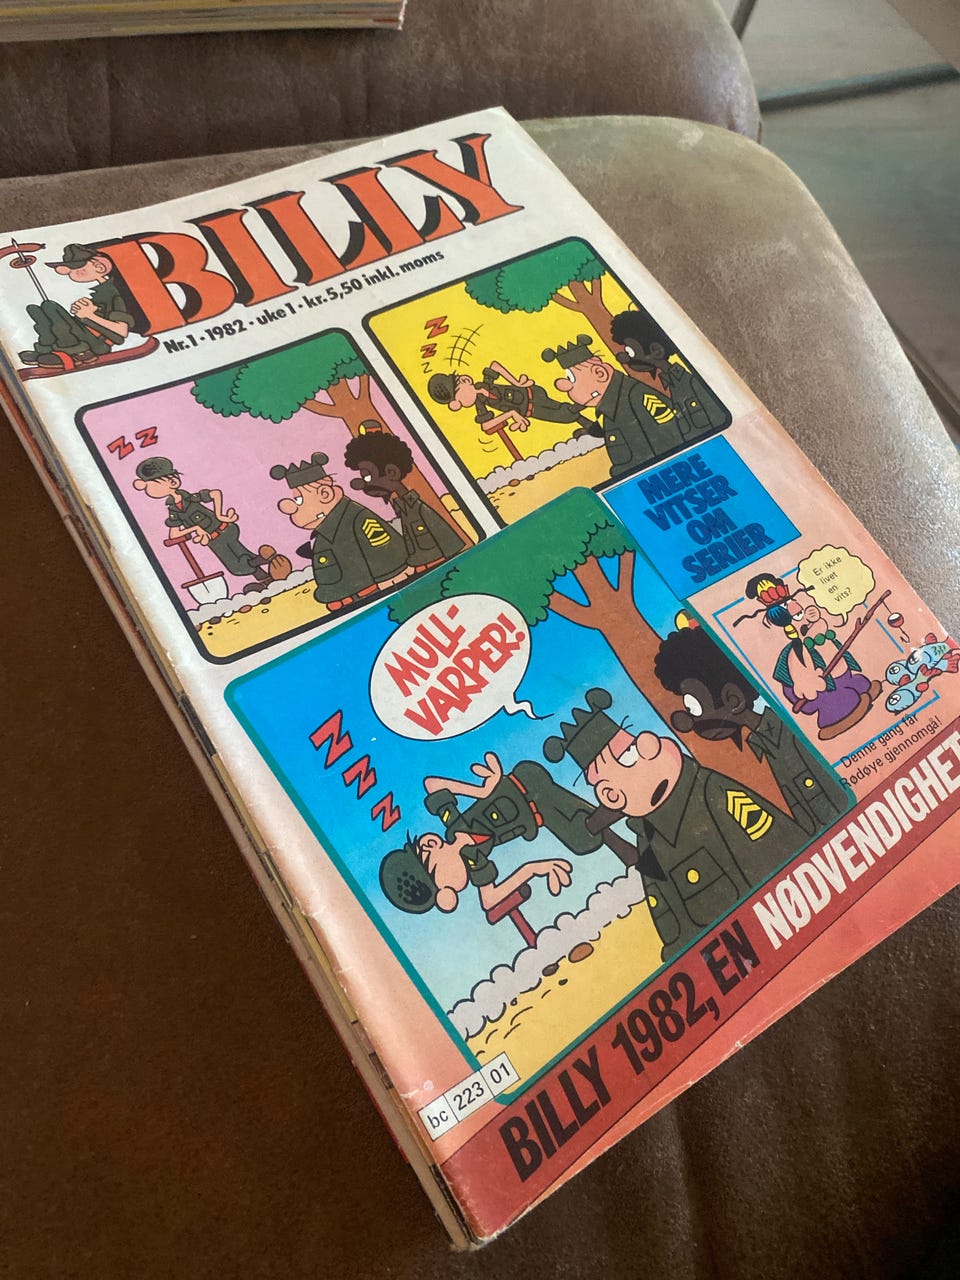 BILLY
Nr.1 · 1982 · uke 1 · kr. 5,50 inkl. moms
Z Z
Z Z Z
MULL-
VARPER!
Z Z Z
MERE
VITSER
OM
SERIER
Er ikke
livet
en
vits?
Denne gang får
Rødøye gjennomgå!
BILLY 1982, EN NØDVENDIGHET
bc 223 01